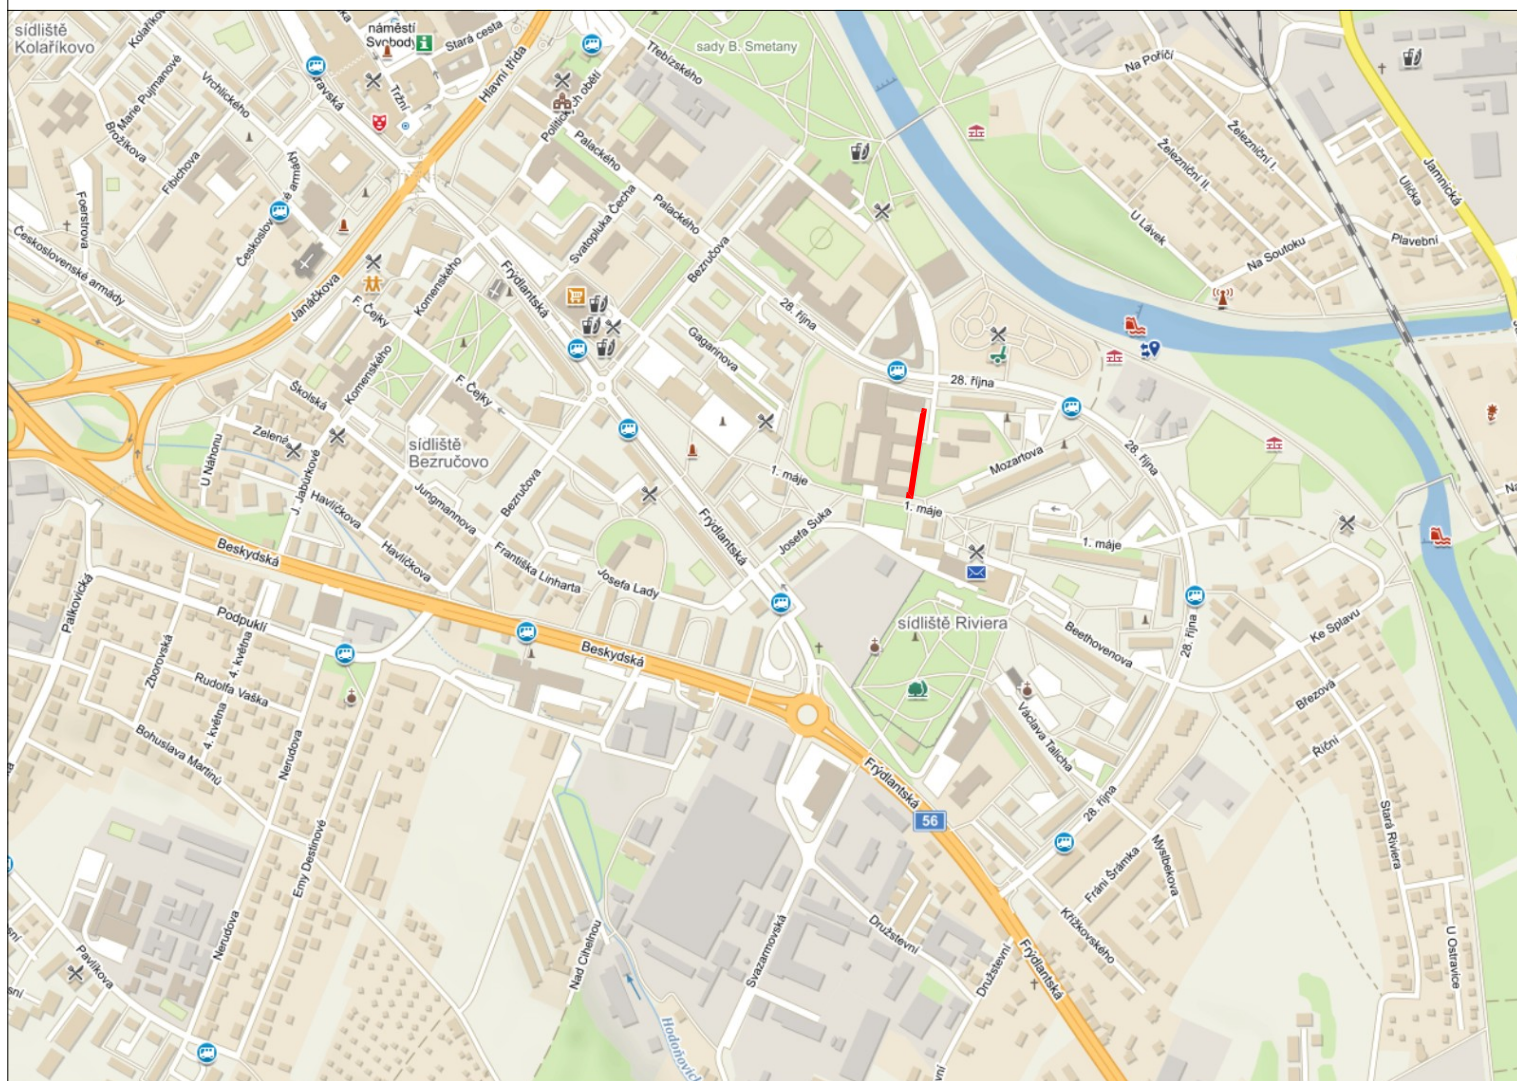 sídliště
Kolaříkovo
náměstí
Svobody
Stará cesta
Tržní
Hlavní třída
Marie Pujmanové
Vrchlického
Brožíkova
Fibichova
Foerstrova
Československé armády
Janáčkova
Politických obětí
Třebízského
sady B. Smetany
Palackého
Palackého
Svatopluka Čecha
Bezručova
Frýdlantská
Komenského
F. Čejky
Komenského
F. Čejky
Školská
Zelená
U Náhonu
J. Jabůrkové
sídliště
Bezručovo
Havlíčkova
Havlíčkova
Jungmannova
Bezručova
Františka Linharta
Josefa Lady
Frýdlantská
Gagarinova
28. října
28. října
28. října
1. máje
1. máje
1. máje
Mozartova
Josefa Suka
sídliště Riviera
Beethovenova
28. října
Ke Splavu
Březová
Říční
Stará Riviera
U Ostravice
Václava Talicha
28. října
Fráni Šrámka
Myslbekova
Křížkovského
Frýdlantská
56
Frýdlantská
Družstevní
Družstevní
Svazarmovská
Nad Cihelnou
Beskydská
Beskydská
Palkovická
Podpuklí
Zborovská
4. května
4. května
Rudolfa Vaška
Bohuslava Martinů
Nerudova
Nerudova
Emy Destinové
Pavlíkova
Na Poříčí
Železniční I.
Železniční II.
U Lávek
Na Soutoku
Ulička
Plavební
Jamnická